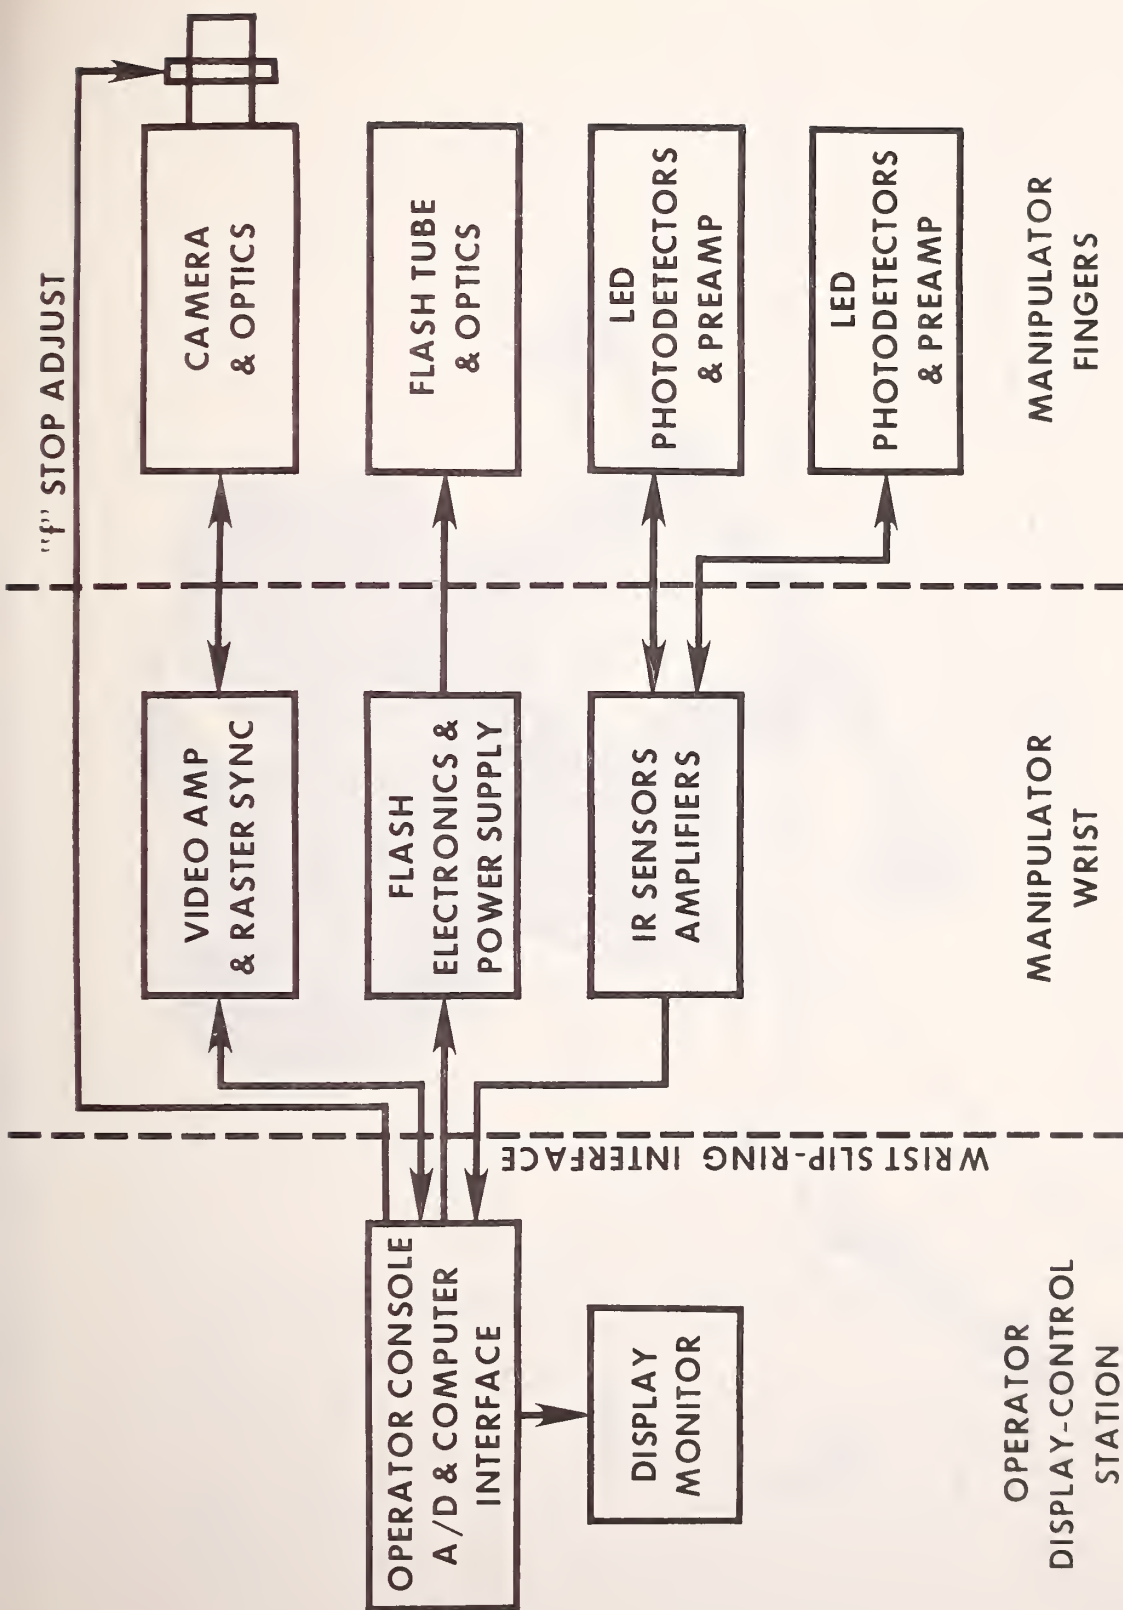 "f" STOP ADJUST
CAMERA
& OPTICS
FLASH TUBE
& OPTICS
LED
PHOTODETECTORS
& PREAMP
LED
PHOTODETECTORS
& PREAMP
MANIPULATOR
FINGERS
VIDEO AMP
& RASTER SYNC
FLASH
ELECTRONICS &
POWER SUPPLY
IR SENSORS
AMPLIFIERS
MANIPULATOR
WRIST
WRIST SLIP-RING INTERFACE
OPERATOR CONSOLE
A/D & COMPUTER
INTERFACE
DISPLAY
MONITOR
OPERATOR
DISPLAY-CONTROL
STATION